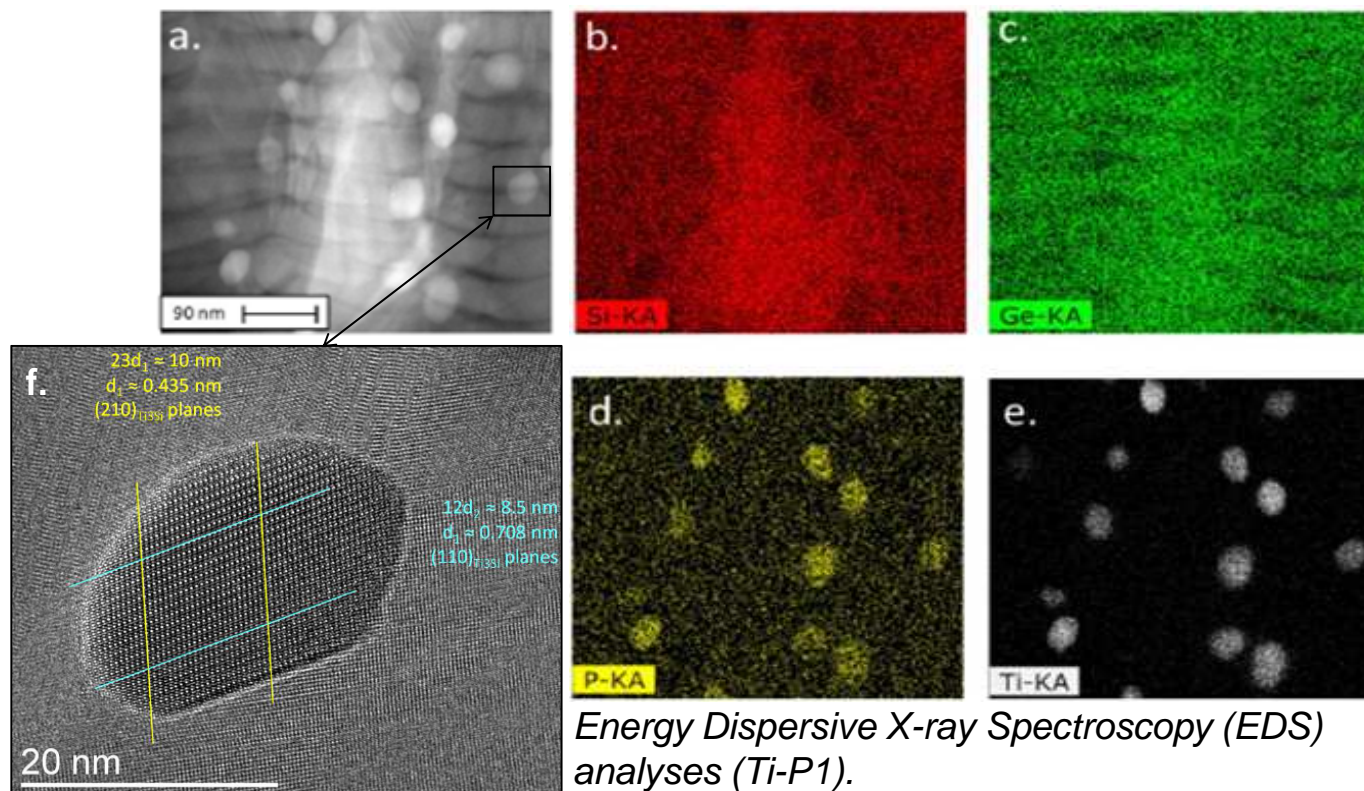 a.
90 nm
b.
Si-KA
c.
Ge-KA
f.
23d₁ ≈ 10 nm
d₁ ≈ 0.435 nm
(210)Ti3Si planes
12d₂ ≈ 8.5 nm
d₁ ≈ 0.708 nm
(110)Ti3Si planes
20 nm
d.
P-KA
e.
Ti-KA
Energy Dispersive X-ray Spectroscopy (EDS)
analyses (Ti-P1).